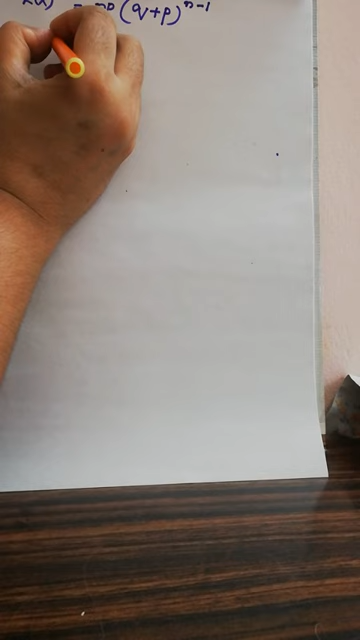 = np (q+p)^{n-1}